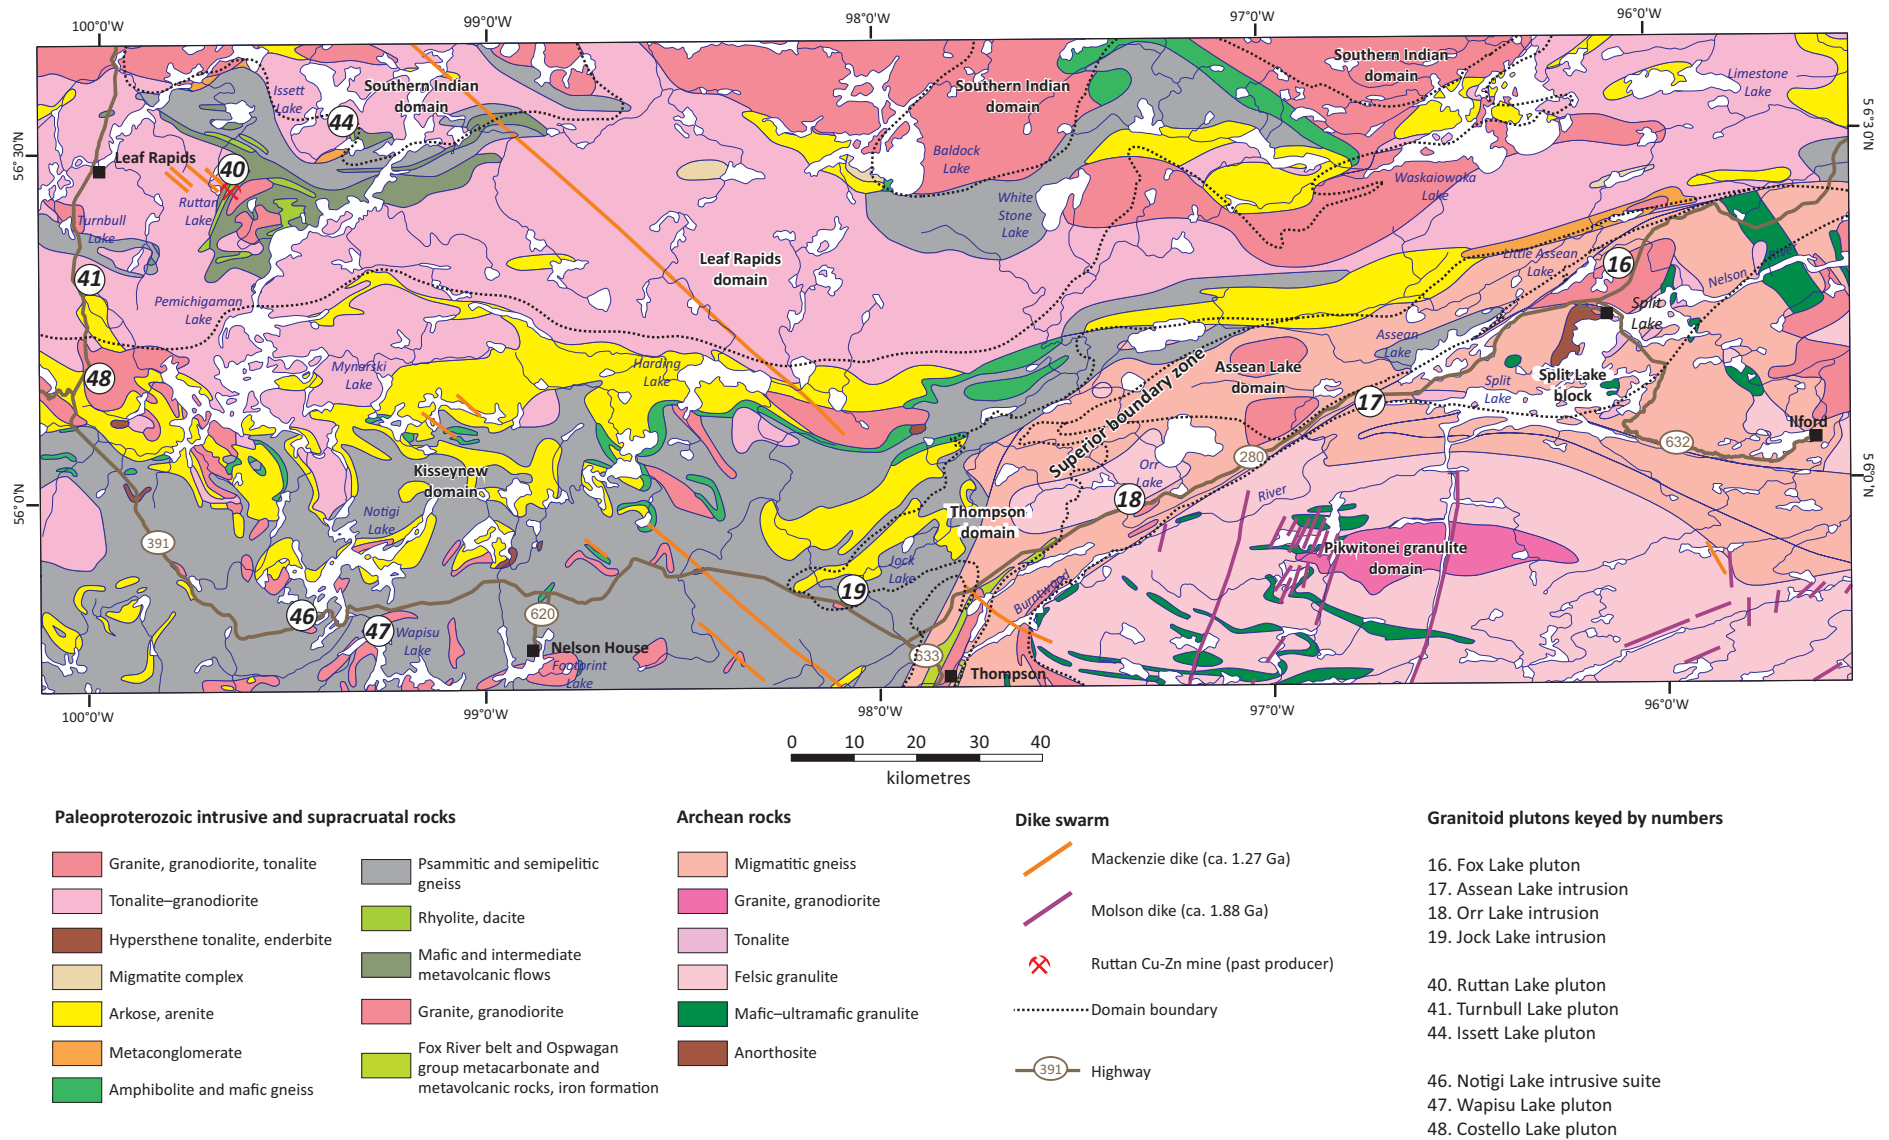 100°0'W
99°0'W
98°0'W
97°0'W
96°0'W
56°30'N
56°0'N
5 6°3.0'N
5 6°0.'N
Southern Indian
domain
Southern Indian
domain
Southern Indian
domain
Limestone
Lake
Issett
Lake
44
Leaf Rapids
40
Ruttan
Lake
Turnbull
Lake
41
Baldock
Lake
White
Stone
Lake
Waskaiowaka
Lake
Leaf Rapids
domain
Little Assean
Lake
16
Nelson
River
Pemichigaman
Lake
Split
Lake
Assean
Lake
48
Mynarski
Lake
Harding
Lake
Superior boundary zone
Assean Lake
domain
17
Split
Lake
Split Lake
block
Ilford
632
280
Kisseynew
domain
Orr
Lake
18
River
Notigi
Lake
Thompson
domain
Pikwitonei granulite
domain
391
Jock
Lake
19
Burntwood
46
47
Wapisu
Lake
620
Nelson House
Footprint
Lake
633
Thompson
100°0'W
99°0'W
98°0'W
97°0'W
96°0'W
0 10 20 30 40
kilometres
Paleoproterozoic intrusive and supracruatal rocks
Granite, granodiorite, tonalite
Tonalite–granodiorite
Hypersthene tonalite, enderbite
Migmatite complex
Arkose, arenite
Metaconglomerate
Amphibolite and mafic gneiss
Psammitic and semipelitic
gneiss
Rhyolite, dacite
Mafic and intermediate
metavolcanic flows
Granite, granodiorite
Fox River belt and Ospwagan
group metacarbonate and
metavolcanic rocks, iron formation
Archean rocks
Migmatitic gneiss
Granite, granodiorite
Tonalite
Felsic granulite
Mafic–ultramafic granulite
Anorthosite
Dike swarm
Mackenzie dike (ca. 1.27 Ga)
Molson dike (ca. 1.88 Ga)
Ruttan Cu-Zn mine (past producer)
Domain boundary
391 Highway
Granitoid plutons keyed by numbers
16. Fox Lake pluton
17. Assean Lake intrusion
18. Orr Lake intrusion
19. Jock Lake intrusion
40. Ruttan Lake pluton
41. Turnbull Lake pluton
44. Issett Lake pluton
46. Notigi Lake intrusive suite
47. Wapisu Lake pluton
48. Costello Lake pluton